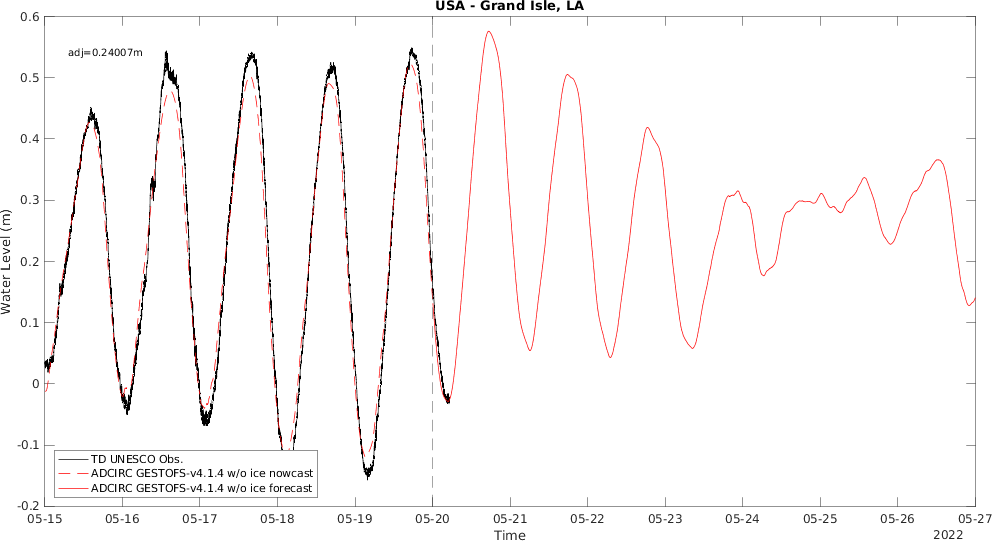 USA - Grand Isle, LA
adj=0.24007m
0.6
0.5
0.4
0.3
0.2
0.1
0
-0.1
-0.2
Water Level (m)
TD UNESCO Obs.
ADCIRC GESTOFS-v4.1.4 w/o ice nowcast
ADCIRC GESTOFS-v4.1.4 w/o ice forecast
05-15 05-16 05-17 05-18 05-19 05-20 05-21 05-22 05-23 05-24 05-25 05-26 05-27
Time
2022